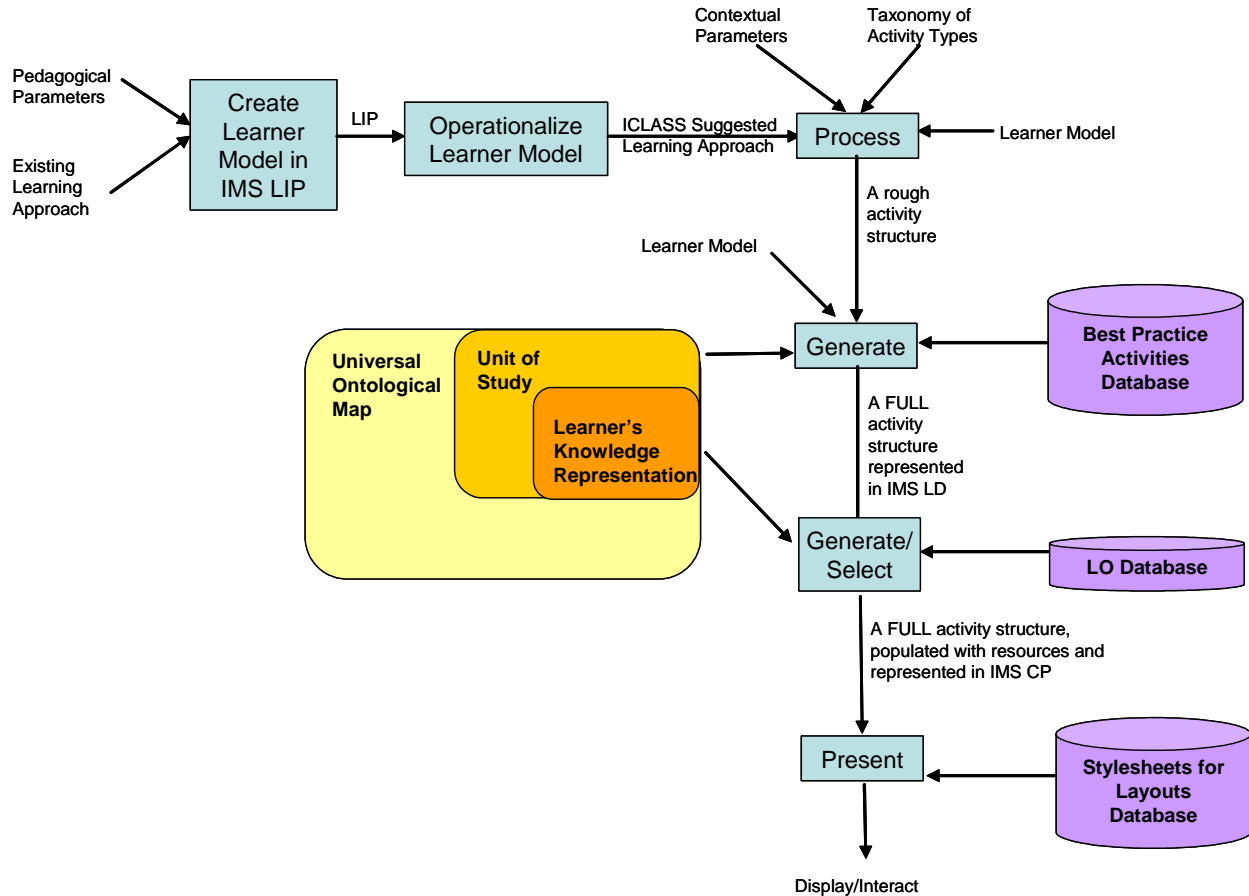 Contextual
Parameters
Taxonomy of
Activity Types
Pedagogical
Parameters
Existing
Learning
Approach
Create
Learner
Model in
IMS LIP
LIP
Operationalize
Learner Model
ICLASS Suggested
Learning Approach
Process
Learner Model
A rough
activity
structure
Learner Model
Universal
Ontological
Map
Unit of
Study
Learner's
Knowledge
Representation
Generate
Best Practice
Activities
Database
A FULL
activity
structure
represented
in IMS LD
Generate/
Select
LO Database
A FULL activity structure,
populated with resources and
represented in IMS CP
Present
Stylesheets for
Layouts
Database
Display/Interact